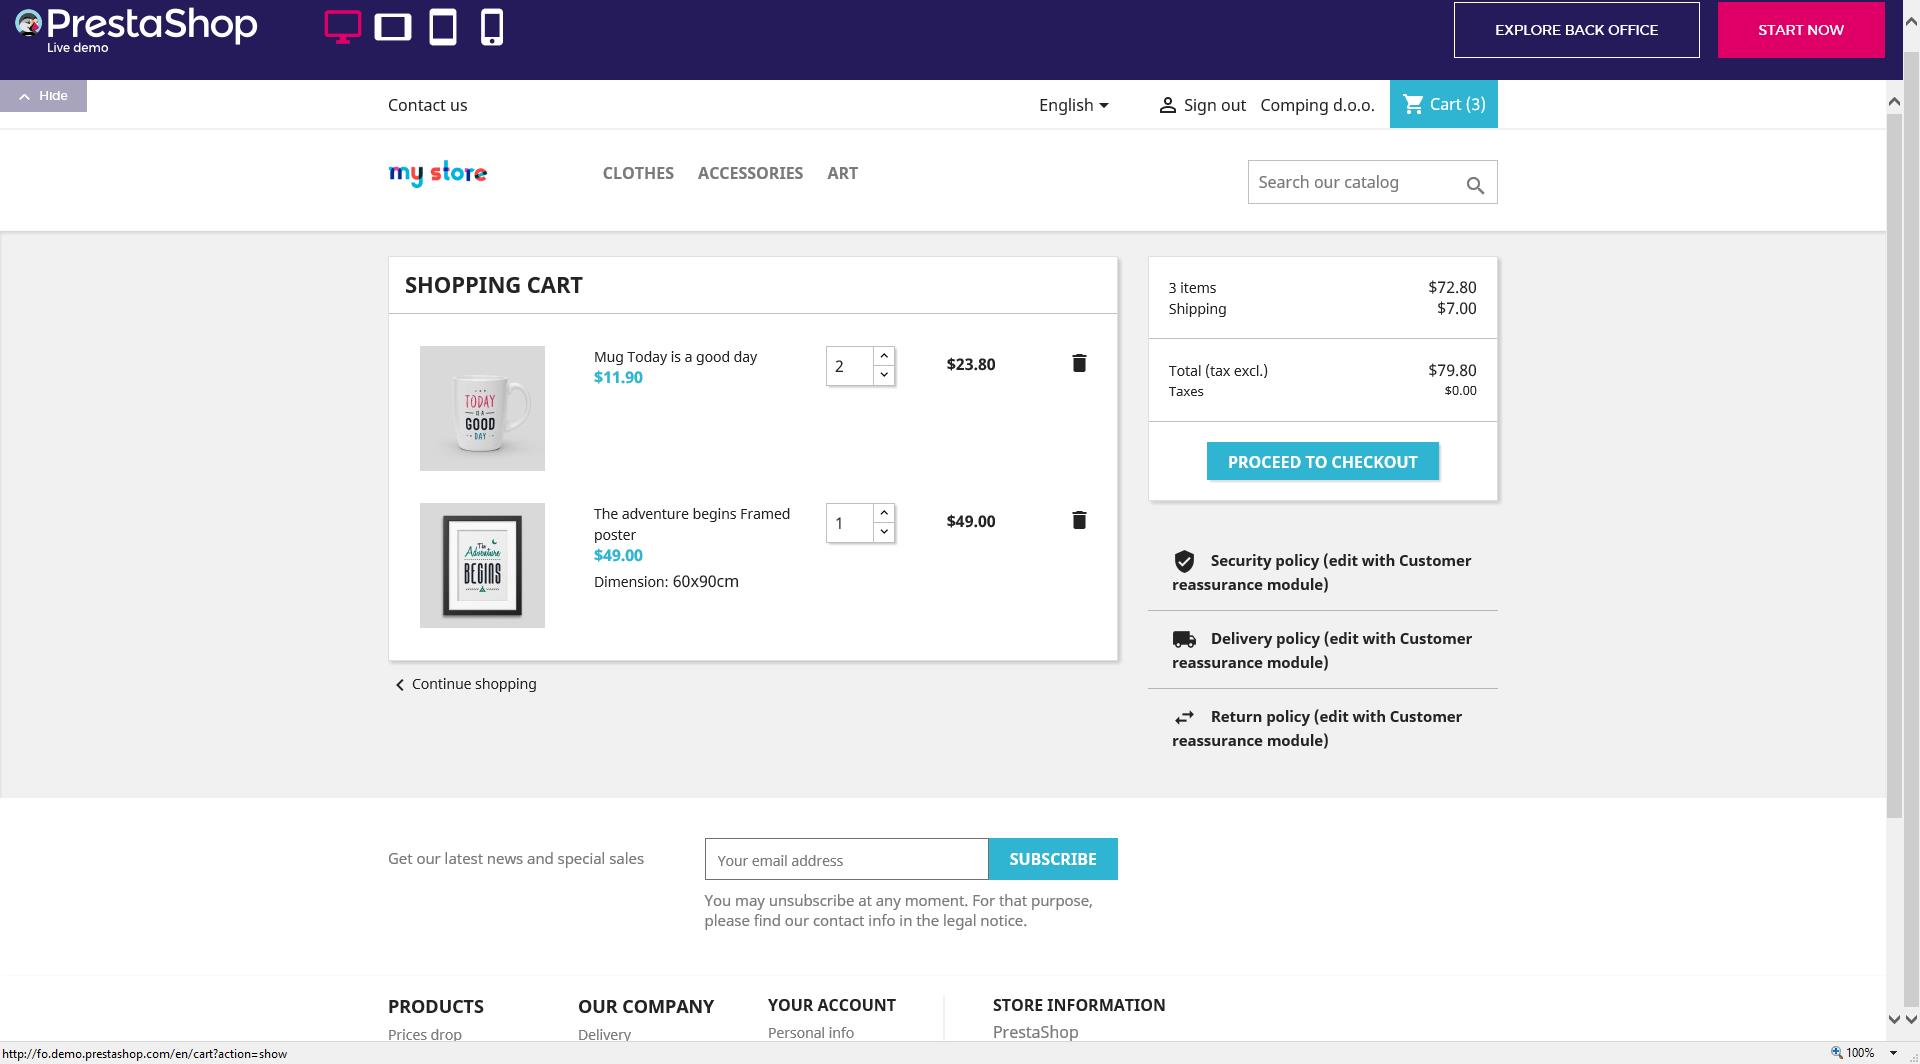 PrestaShop
Live demo
EXPLORE BACK OFFICE
START NOW
Hide
Contact us
English
Sign out
Comping d.o.o.
Cart (3)
my store
CLOTHES
ACCESSORIES
ART
Search our catalog
SHOPPING CART
Mug Today is a good day
$11.90
2
$23.80
TODAY
IS A
GOOD
DAY
The adventure begins Framed
poster
$49.00
Dimension: 60x90cm
1
$49.00
The
Adventure
BEGINS
Continue shopping
3 items
$72.80
Shipping
$7.00
Total (tax excl.)
$79.80
Taxes
$0.00
PROCEED TO CHECKOUT
Security policy (edit with Customer
reassurance module)
Delivery policy (edit with Customer
reassurance module)
Return policy (edit with Customer
reassurance module)
Get our latest news and special sales
Your email address
SUBSCRIBE
You may unsubscribe at any moment. For that purpose,
please find our contact info in the legal notice.
PRODUCTS
OUR COMPANY
YOUR ACCOUNT
STORE INFORMATION
Prices drop
Delivery
Personal info
PrestaShop
http://fo.demo.prestashop.com/en/cart?action=show
100%